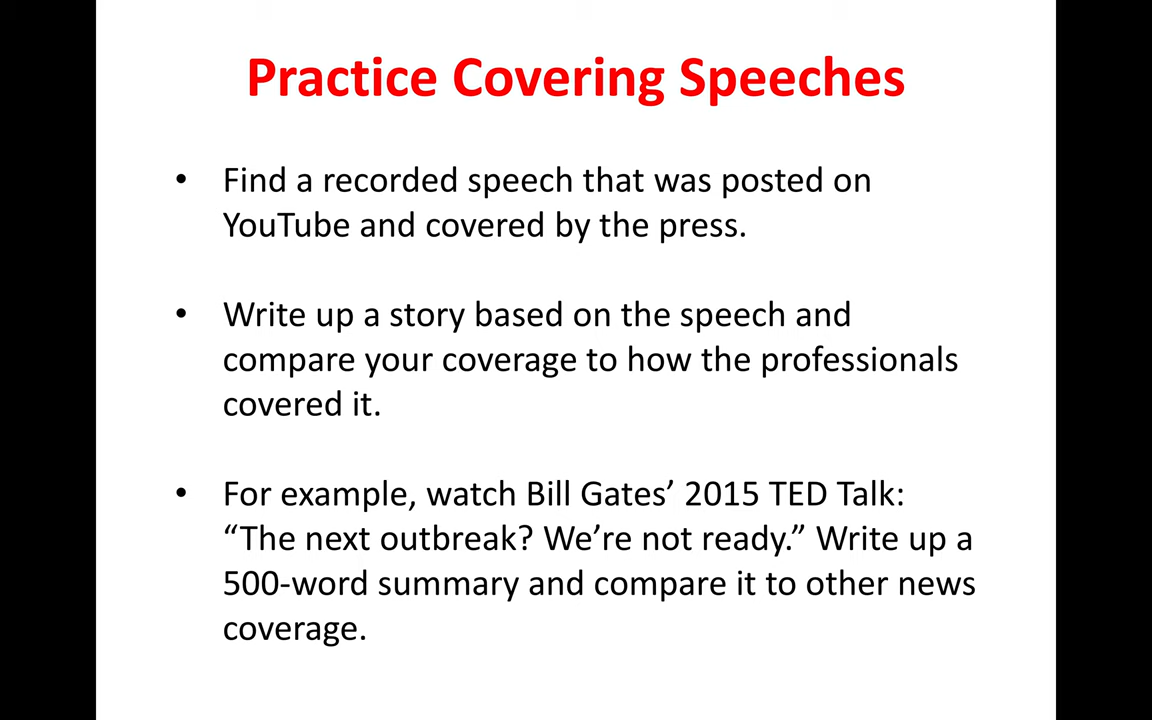 Practice Covering Speeches
• Find a recorded speech that was posted on
YouTube and covered by the press.
• Write up a story based on the speech and
compare your coverage to how the professionals
covered it.
• For example, watch Bill Gates’ 2015 TED Talk:
“The next outbreak? We’re not ready.” Write up a
500-word summary and compare it to other news
coverage.